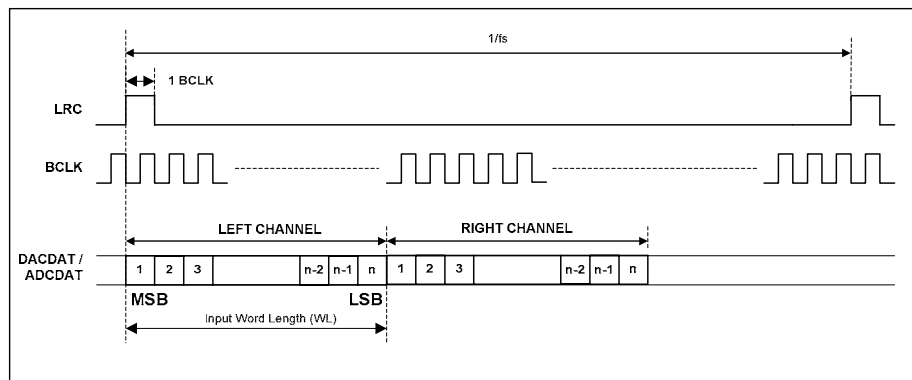 1/fs
1 BCLK
LRC
BCLK
LEFT CHANNEL
RIGHT CHANNEL
DACDAT /
ADCDAT
1 2 3 n-2 n-1 n 1 2 3 n-2 n-1 n
MSB LSB
Input Word Length (WL)